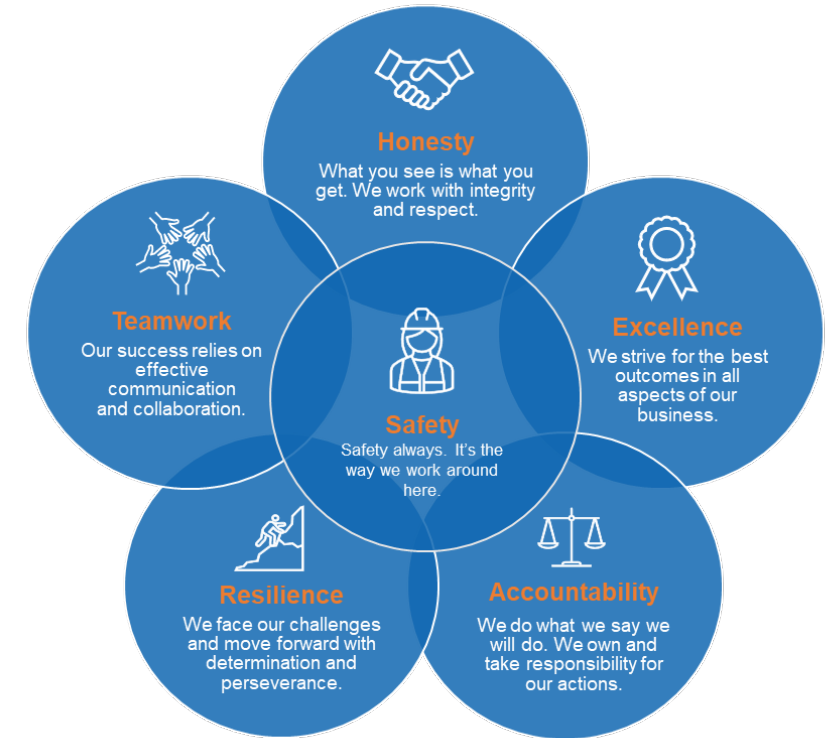 Honesty
What you see is what you
get. We work with integrity
and respect.
Teamwork
Our success relies on
effective
communication
and collaboration.
Excellence
We strive for the best
outcomes in all
aspects of our
business.
Safety
Safety always. It's the
way we work around
here.
Resilience
We face our challenges
and move forward with
determination and
perseverance.
Accountability
We do what we say we
will do. We own and
take responsibility for
our actions.